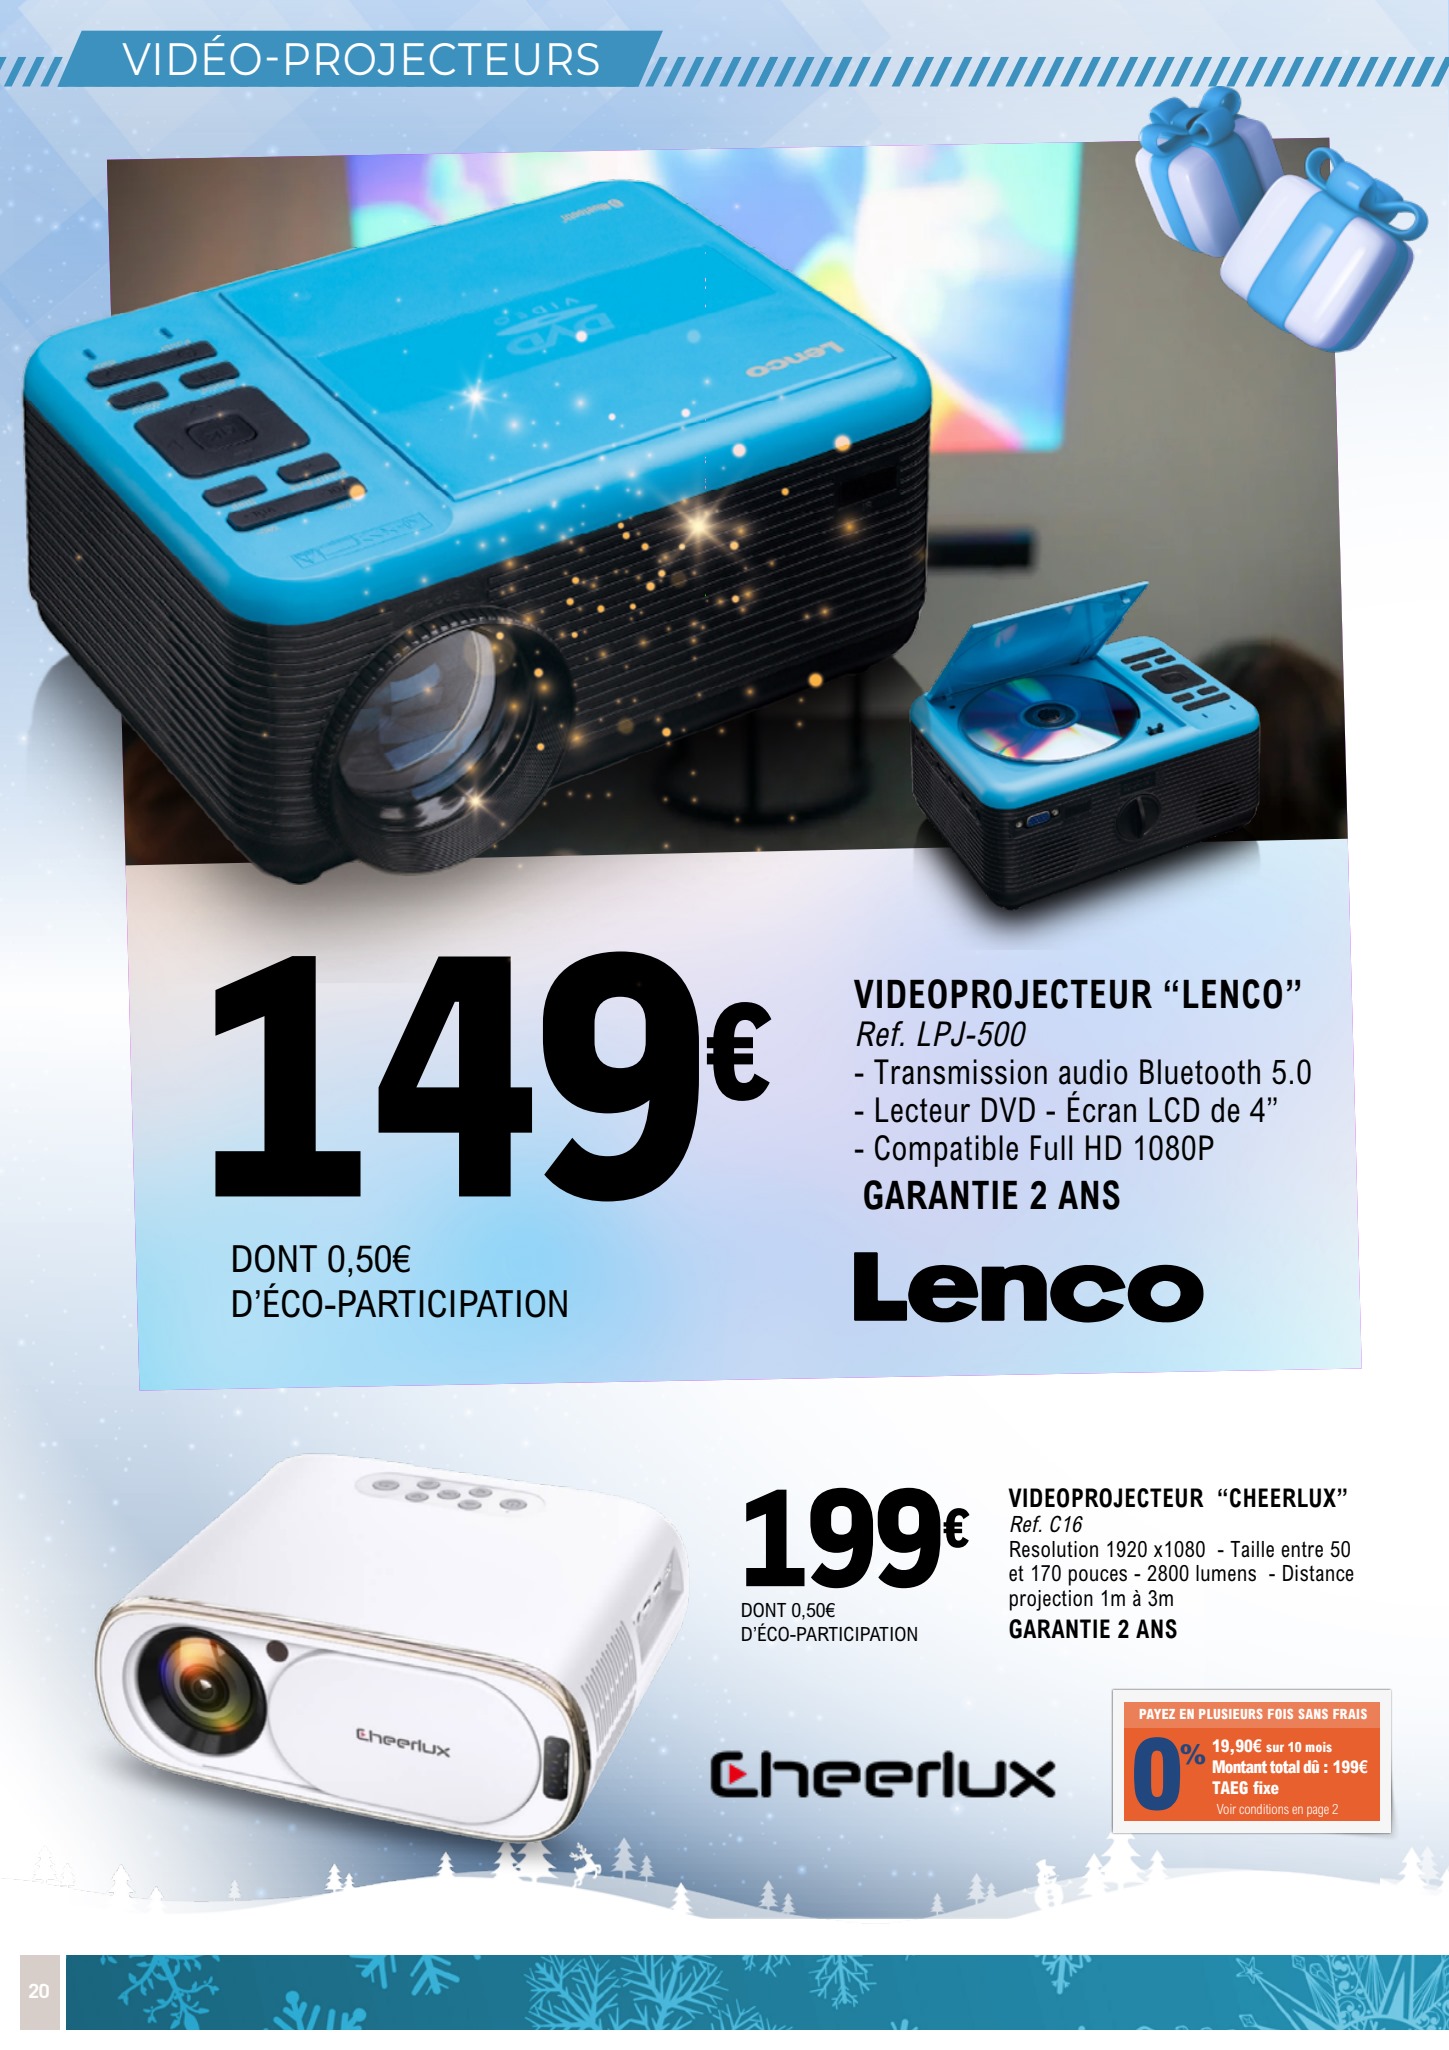 VIDÉO-PROJECTEURS
Bluetooth
DVD
VIDEO
Lenco
149€
DONT 0,50€
D’ÉCO-PARTICIPATION
VIDEOPROJECTEUR “LENCO”
Ref. LPJ-500
- Transmission audio Bluetooth 5.0
- Lecteur DVD - Écran LCD de 4”
- Compatible Full HD 1080P
GARANTIE 2 ANS
Lenco
Cheerlux
199€
DONT 0,50€
D’ÉCO-PARTICIPATION
VIDEOPROJECTEUR “CHEERLUX”
Ref. C16
Resolution 1920 x1080 - Taille entre 50
et 170 pouces - 2800 lumens - Distance
projection 1m à 3m
GARANTIE 2 ANS
Cheerlux
PAYEZ EN PLUSIEURS FOIS SANS FRAIS
0%
19,90€ sur 10 mois
Montant total dû : 199€
TAEG fixe
Voir conditions en page 2
20